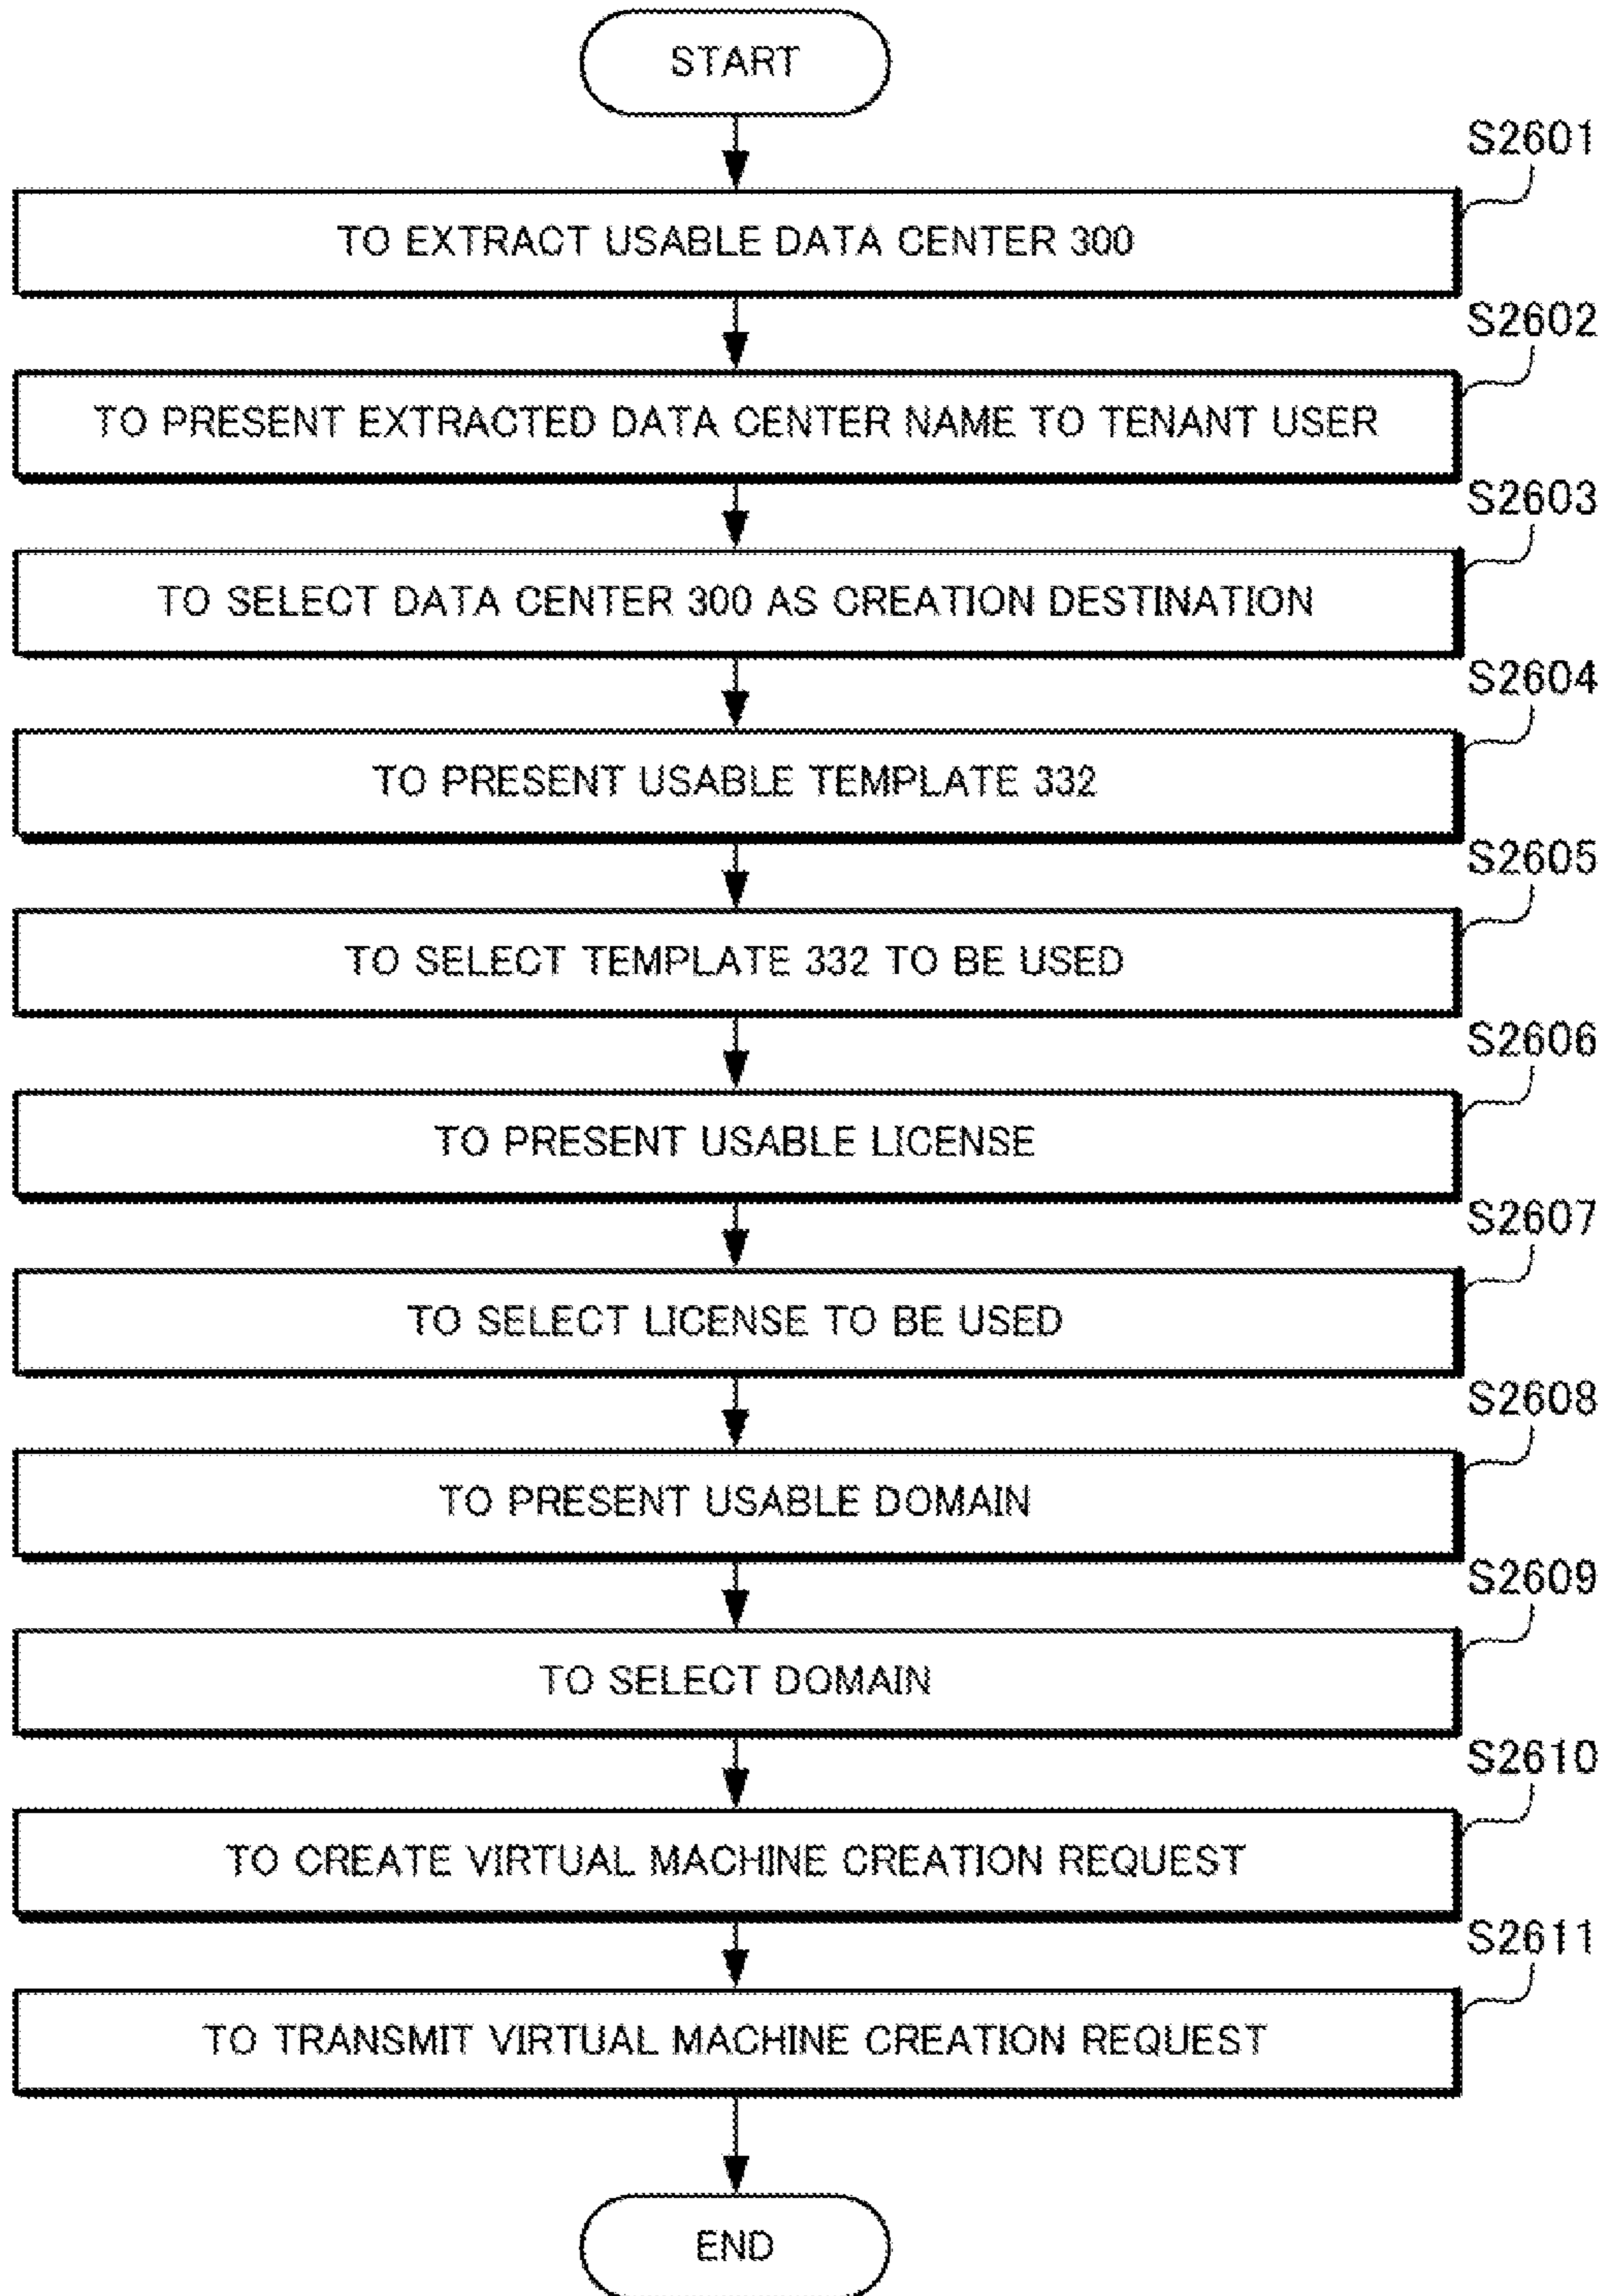 START
S2601
TO EXTRACT USABLE DATA CENTER 300
S2602
TO PRESENT EXTRACTED DATA CENTER NAME TO TENANT USER
S2603
TO SELECT DATA CENTER 300 AS CREATION DESTINATION
S2604
TO PRESENT USABLE TEMPLATE 332
S2605
TO SELECT TEMPLATE 332 TO BE USED
S2606
TO PRESENT USABLE LICENSE
S2607
TO SELECT LICENSE TO BE USED
S2608
TO PRESENT USABLE DOMAIN
S2609
TO SELECT DOMAIN
S2610
TO CREATE VIRTUAL MACHINE CREATION REQUEST
S2611
TO TRANSMIT VIRTUAL MACHINE CREATION REQUEST
END